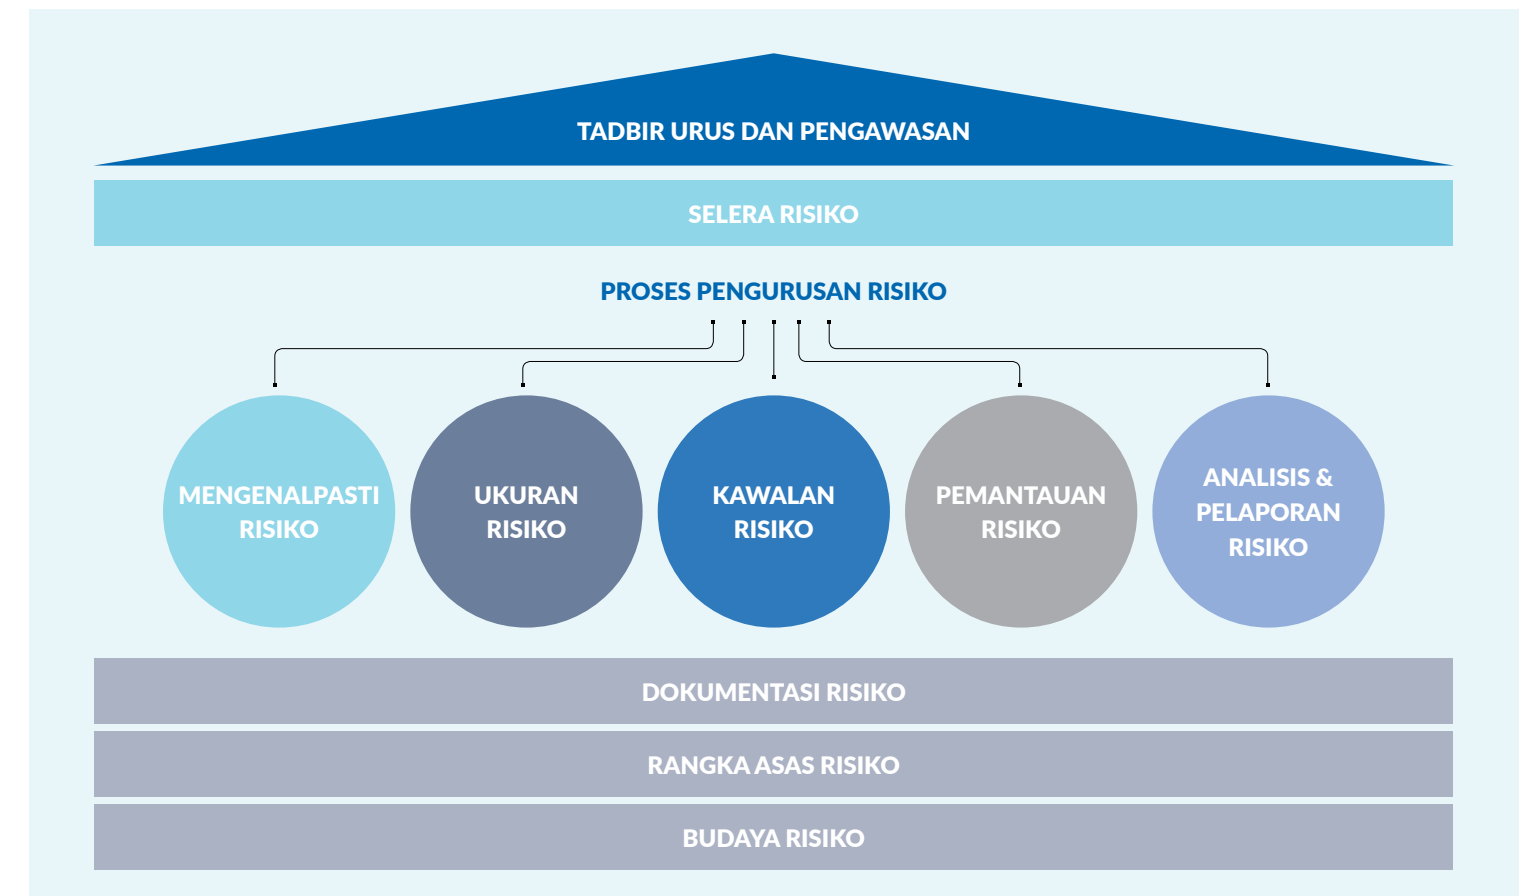 TADBIR URUS DAN PENGAWASAN
SELERA RISIKO
PROSES PENGURUSAN RISIKO
MENGENALPASTI
RISIKO
UKURAN
RISIKO
KAWALAN
RISIKO
PEMANTAUAN
RISIKO
ANALISIS &
PELAPORAN
RISIKO
DOKUMENTASI RISIKO
RANGKA ASAS RISIKO
BUDAYA RISIKO